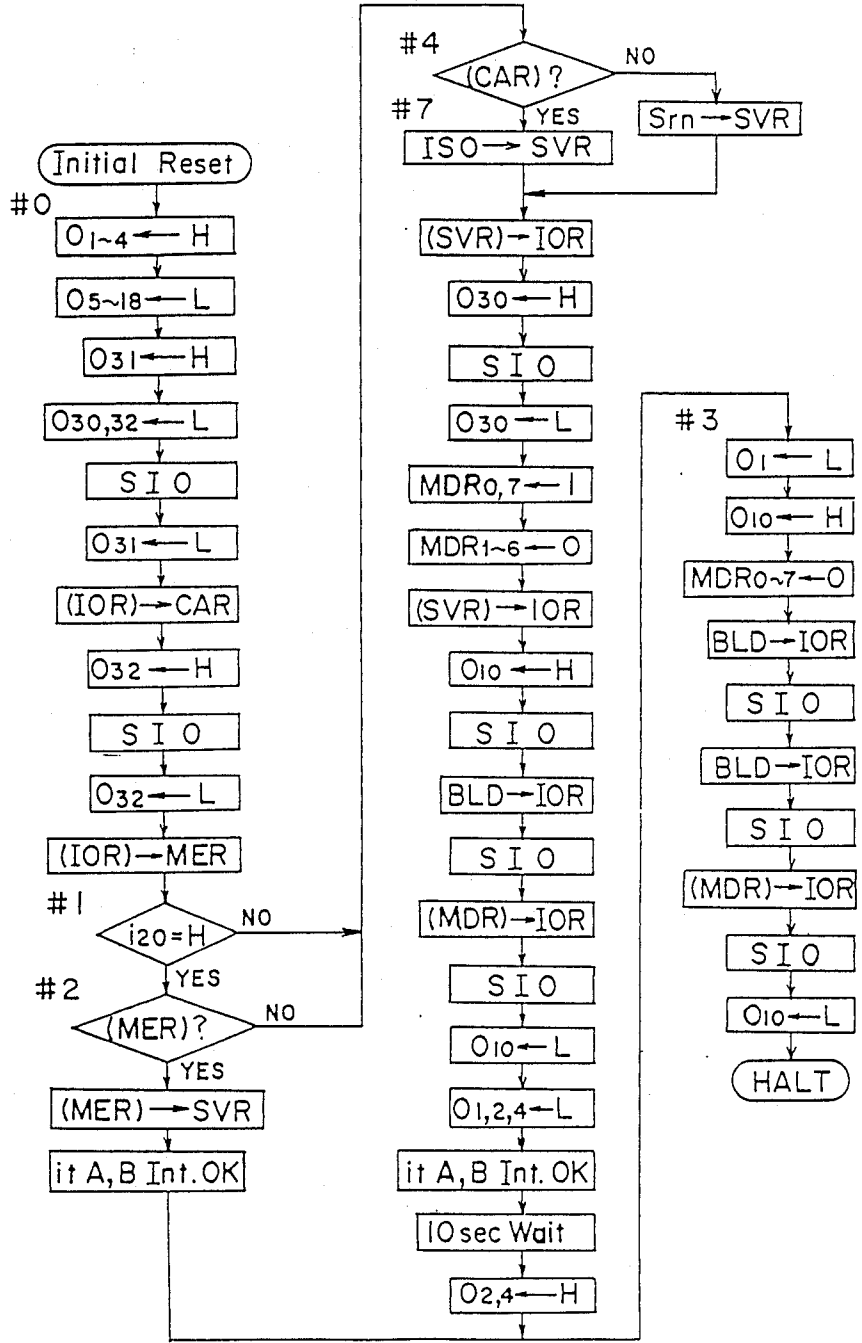 Initial Reset
#0
O1~4 ← H
O5~18 ← L
O31 ← H
O30,32 ← L
SIO
O31 ← L
(IOR) → CAR
O32 ← H
SIO
O32 ← L
(IOR) → MER
#1
i20=H
NO
YES
#2
(MER)?
NO
YES
(MER) → SVR
it A, B Int. OK
#4
(CAR)?
NO
YES
Srn → SVR
#7
ISO → SVR
(SVR) → IOR
O30 ← H
SIO
O30 ← L
MDR0,7 ← 1
MDR1~6 ← 0
(SVR) → IOR
O10 ← H
SIO
BLD → IOR
SIO
(MDR) → IOR
SIO
O10 ← L
O1,2,4 ← L
it A, B Int. OK
10sec Wait
O2,4 ← H
#3
O1 ← L
O10 ← H
MDR0~7 ← 0
BLD → IOR
SIO
BLD → IOR
SIO
(MDR) → IOR
SIO
O10 ← L
HALT